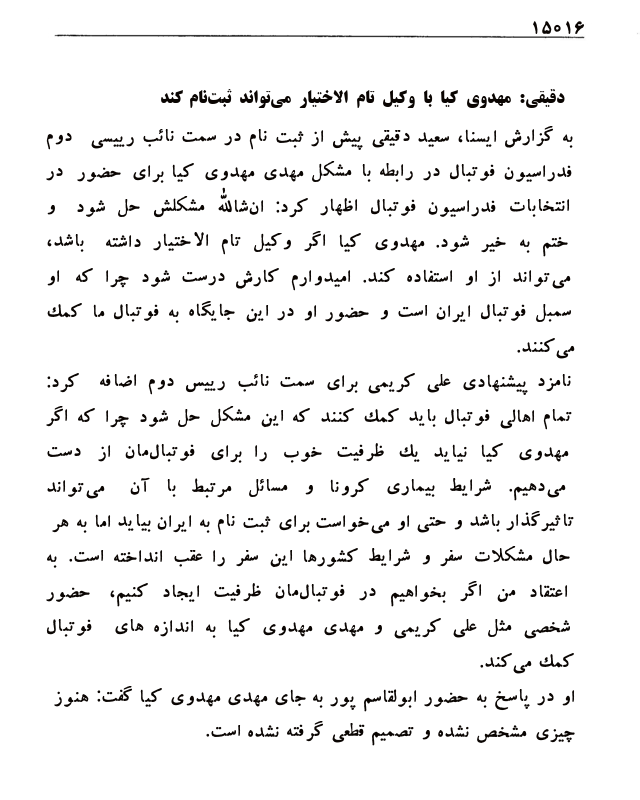 ۱۵۰۱۶
دقیقی: مهدوی کیا با وکیل تام الاختیار می‌تواند ثبت‌نام کند
به گزارش ایسنا، سعید دقیقی پیش از ثبت نام در سمت نائب رییسی دوم
فدراسیون فوتبال در رابطه با مشکل مهدی مهدوی کیا برای حضور در
انتخابات فدراسیون فوتبال اظهار کرد: ان‌شالله مشکلش حل شود و
ختم به خیر شود. مهدوی کیا اگر وکیل تام الاختیار داشته باشد،
می‌تواند از او استفاده کند. امیدوارم کارش درست شود چرا که او
سمبل فوتبال ایران است و حضور او در این جایگاه به فوتبال ما کمک
می‌کنند.
نامزد پیشنهادی علی کریمی برای سمت نائب رییس دوم اضافه کرد:
تمام اهالی فوتبال باید کمک کنند که این مشکل حل شود چرا که اگر
مهدوی کیا نیاید یک ظرفیت خوب را برای فوتبال‌مان از دست
می‌دهیم. شرایط بیماری کرونا و مسائل مرتبط با آن می‌تواند
تاثیرگذار باشد و حتی او می‌خواست برای ثبت نام به ایران بیاید اما به هر
حال مشکلات سفر و شرایط کشورها این سفر را عقب انداخته است. به
اعتقاد من اگر بخواهیم در فوتبال‌مان ظرفیت ایجاد کنیم، حضور
شخصی مثل علی کریمی و مهدی مهدوی کیا به اندازه های فوتبال
کمک می‌کند.
او در پاسخ به حضور ابولقاسم پور به جای مهدی مهدوی کیا گفت: هنوز
چیزی مشخص نشده و تصمیم قطعی گرفته نشده است.